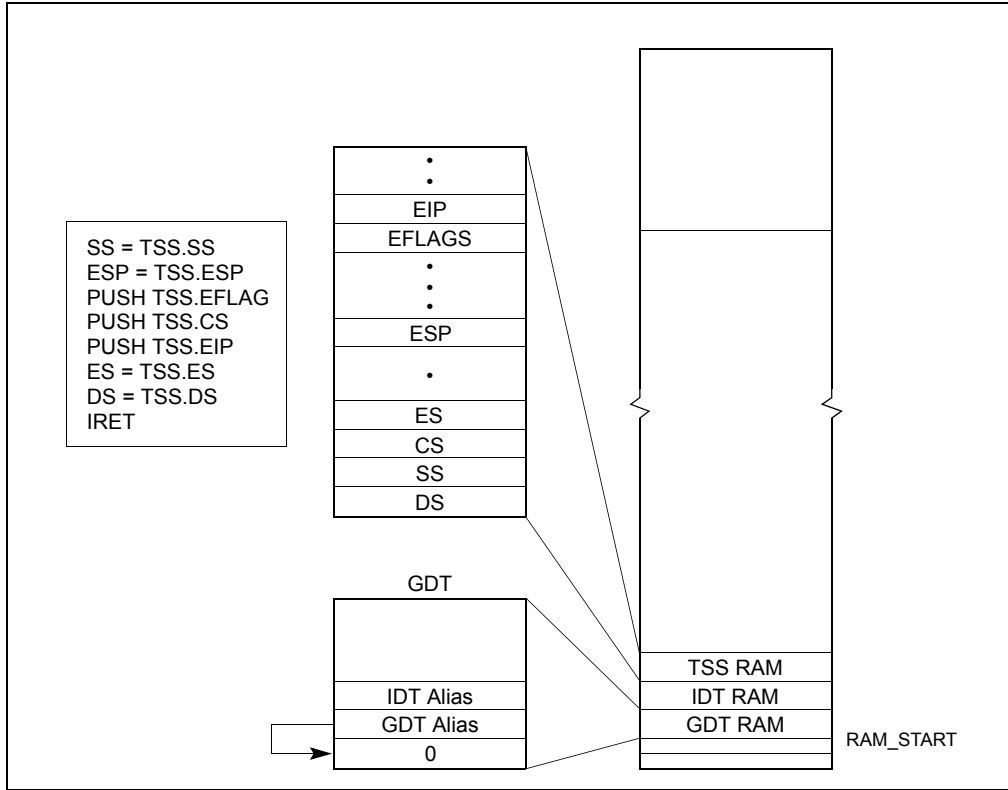 SS = TSS.SS
ESP = TSS.ESP
PUSH TSS.EFLAG
PUSH TSS.CS
PUSH TSS.EIP
ES = TSS.ES
DS = TSS.DS
IRET
EIP
EFLAGS
ESP
ES
CS
SS
DS
GDT
IDT Alias
GDT Alias
0
TSS RAM
IDT RAM
GDT RAM
RAM_START